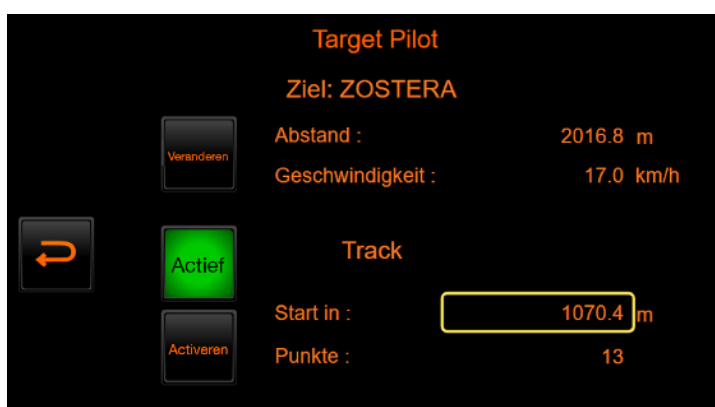 Target Pilot
Ziel: ZOSTERA
Veranderen
Abstand : 2016.8 m
Geschwindigkeit : 17.0 km/h
Actief
Track
Start in : 1070.4 m
Activeren
Punkte : 13